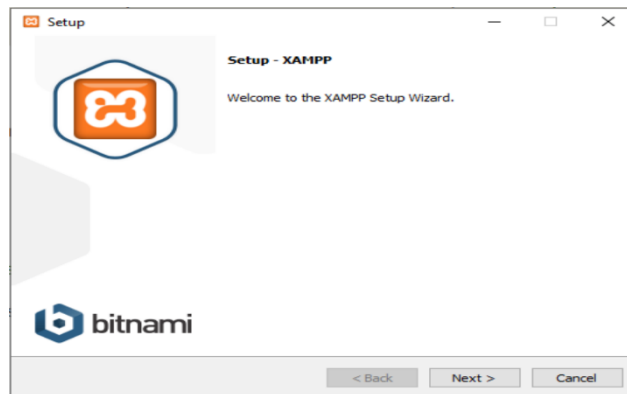 Setup
Setup - XAMPP
Welcome to the XAMPP Setup Wizard.
bitnami
< Back Next > Cancel